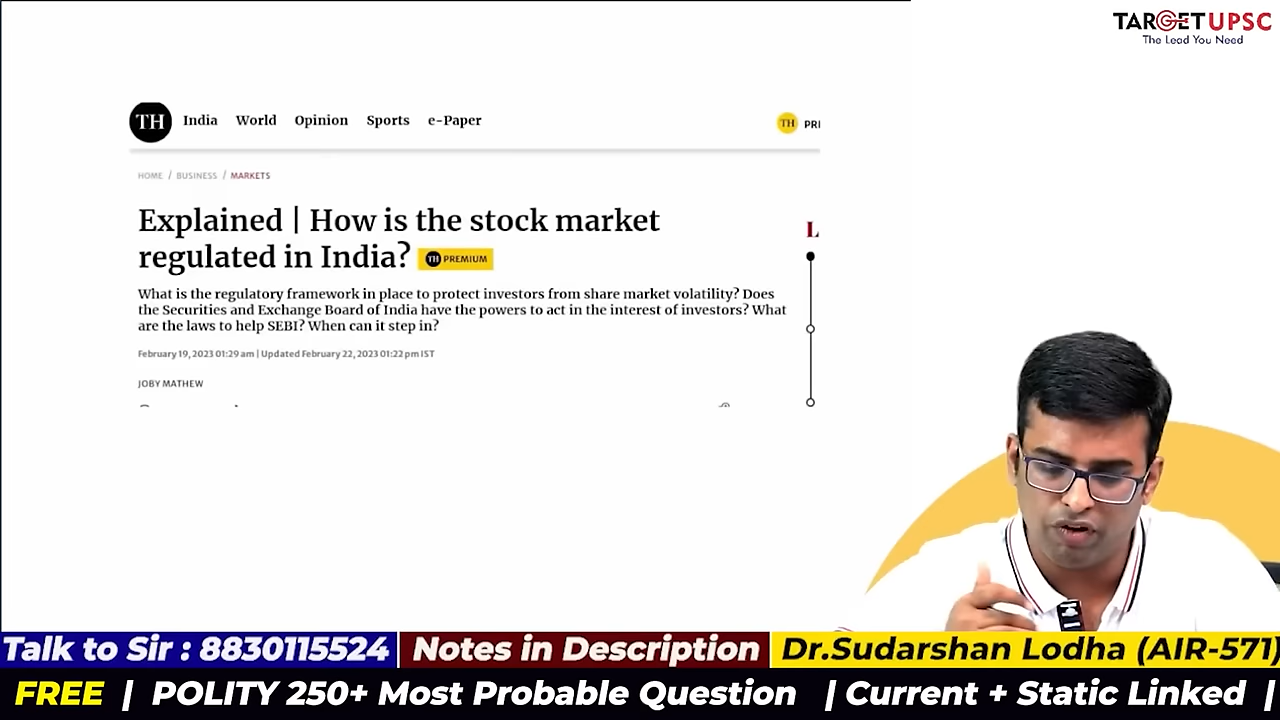 TARGET UPSC
The Lead You Need
TH India World Opinion Sports e-Paper
TH PRI
HOME / BUSINESS / MARKETS
Explained | How is the stock market
regulated in India? TH PREMIUM
L
What is the regulatory framework in place to protect investors from share market volatility? Does
the Securities and Exchange Board of India have the powers to act in the interest of investors? What
are the laws to help SEBI? When can it step in?
February 19, 2023 01:29 am | Updated February 22, 2023 01:22 pm IST
JOBY MATHEW
Talk to Sir : 8830115524 Notes in Description Dr.Sudarshan Lodha (AIR-571)
FREE | POLITY 250+ Most Probable Question | Current + Static Linked |